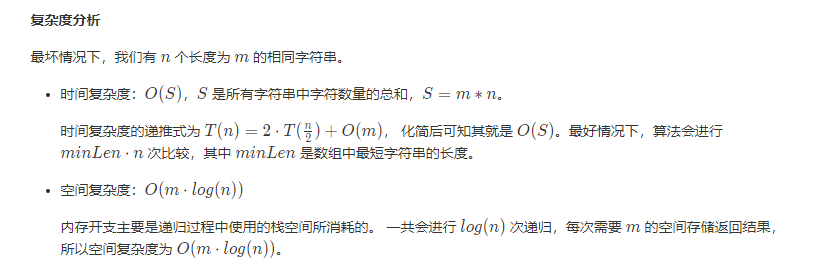 复杂度分析
最坏情况下，我们有 n 个长度为 m 的相同字符串。
• 时间复杂度：O(S)，S 是所有字符串中字符数量的总和，S = m * n。
时间复杂度的递推式为 T(n) = 2 · T(n/2) + O(m)， 化简后可知其就是 O(S)。最好情况下，算法会进行
minLen · n 次比较，其中 minLen 是数组中最短字符串的长度。
• 空间复杂度：O(m · log(n))
内存开支主要是递归过程中使用的栈空间所消耗的。 一共会进行 log(n) 次递归，每次需要 m 的空间存储返回结果，
所以空间复杂度为 O(m · log(n))。